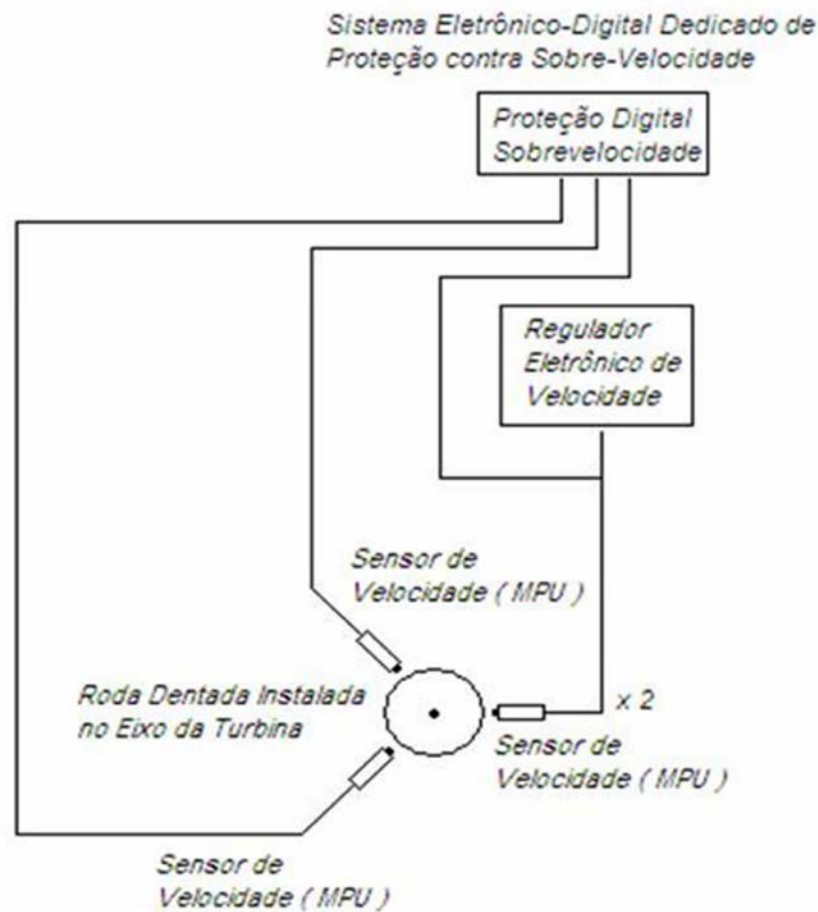 Sistema Eletrônico-Digital Dedicado de
Proteção contra Sobre-Velocidade
Proteção Digital
Sobrevelocidade
Regulador
Eletrônico de
Velocidade
Sensor de
Velocidade ( MPU )
Roda Dentada Instalada
no Eixo da Turbina
x 2
Sensor de
Velocidade ( MPU )
Sensor de
Velocidade ( MPU )